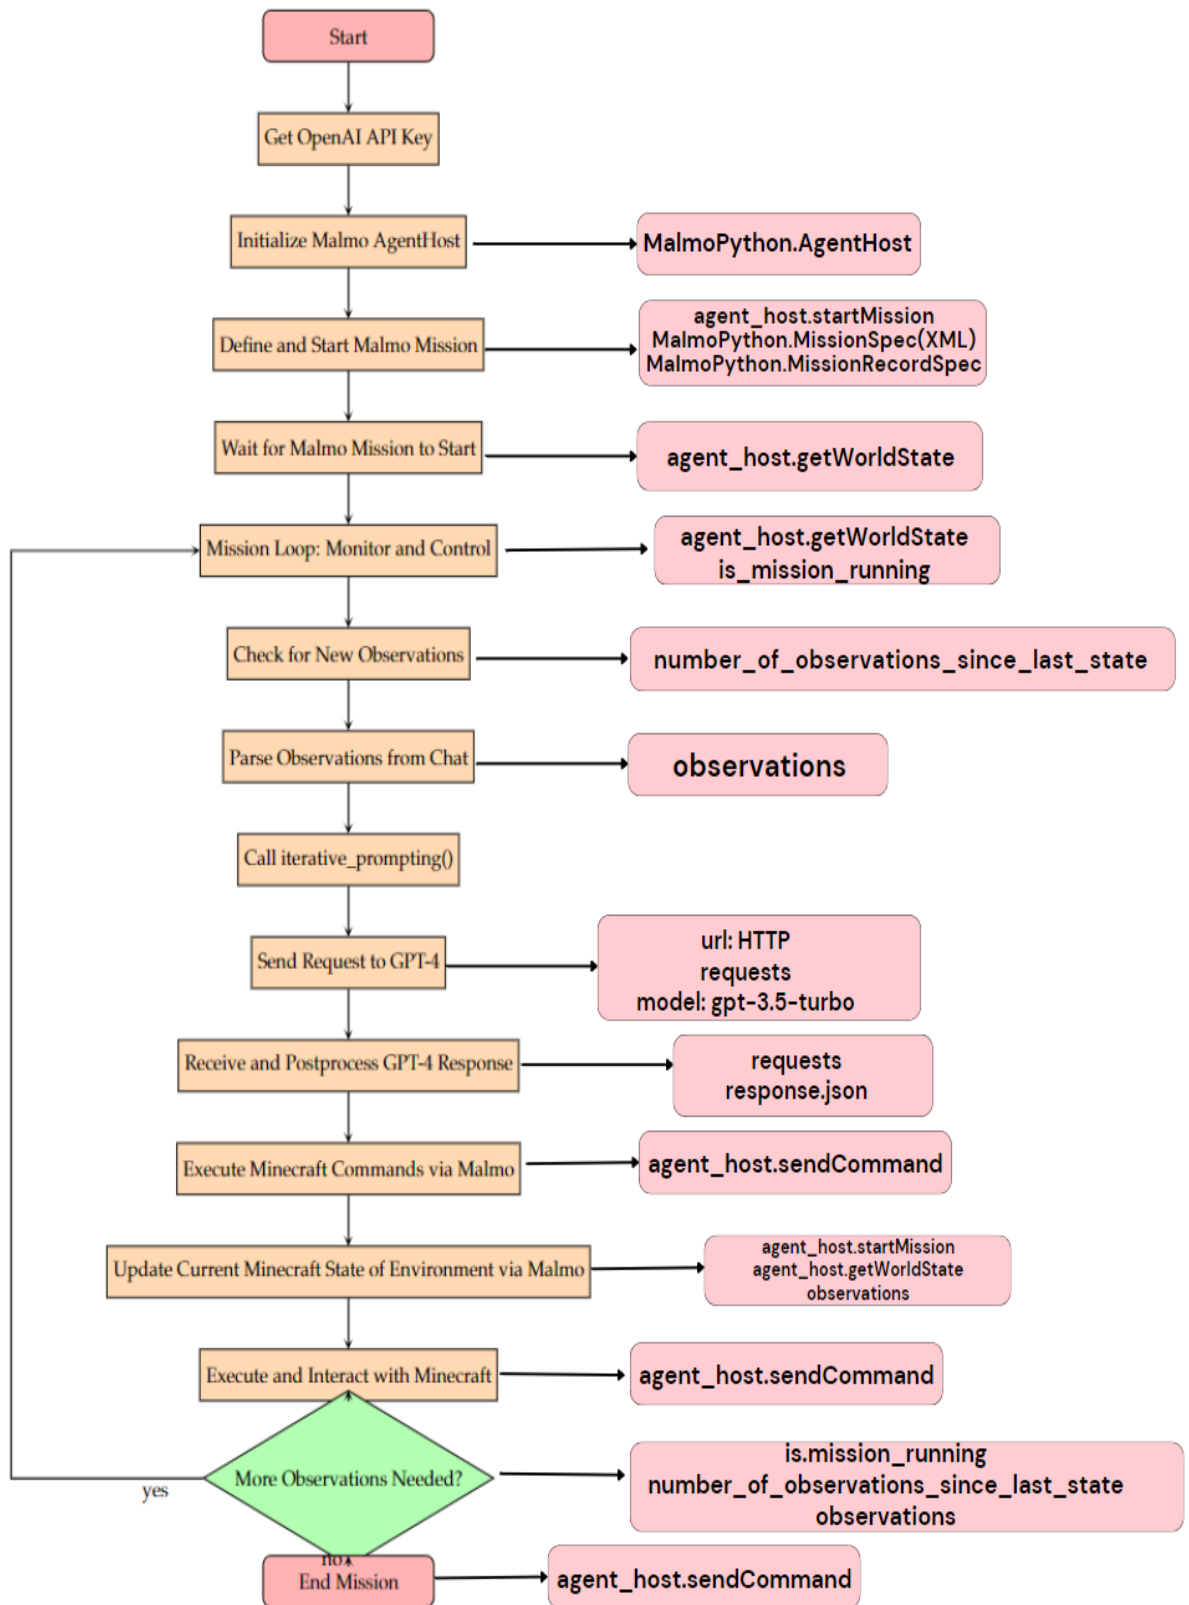 Start
Get OpenAI API Key
Initialize Malmo AgentHost
MalmoPython.AgentHost
Define and Start Malmo Mission
agent_host.startMission
MalmoPython.MissionSpec(XML)
MalmoPython.MissionRecordSpec
Wait for Malmo Mission to Start
agent_host.getWorldState
Mission Loop: Monitor and Control
agent_host.getWorldState
is_mission_running
Check for New Observations
number_of_observations_since_last_state
Parse Observations from Chat
observations
Call iterative_prompting()
Send Request to GPT-4
url: HTTP
requests
model: gpt-3.5-turbo
Receive and Postprocess GPT-4 Response
requests
response.json
Execute Minecraft Commands via Malmo
agent_host.sendCommand
Update Current Minecraft State of Environment via Malmo
agent_host.startMission
agent_host.getWorldState
observations
Execute and Interact with Minecraft
agent_host.sendCommand
More Observations Needed?
yes
is.mission_running
number_of_observations_since_last_state
observations
no
End Mission
agent_host.sendCommand